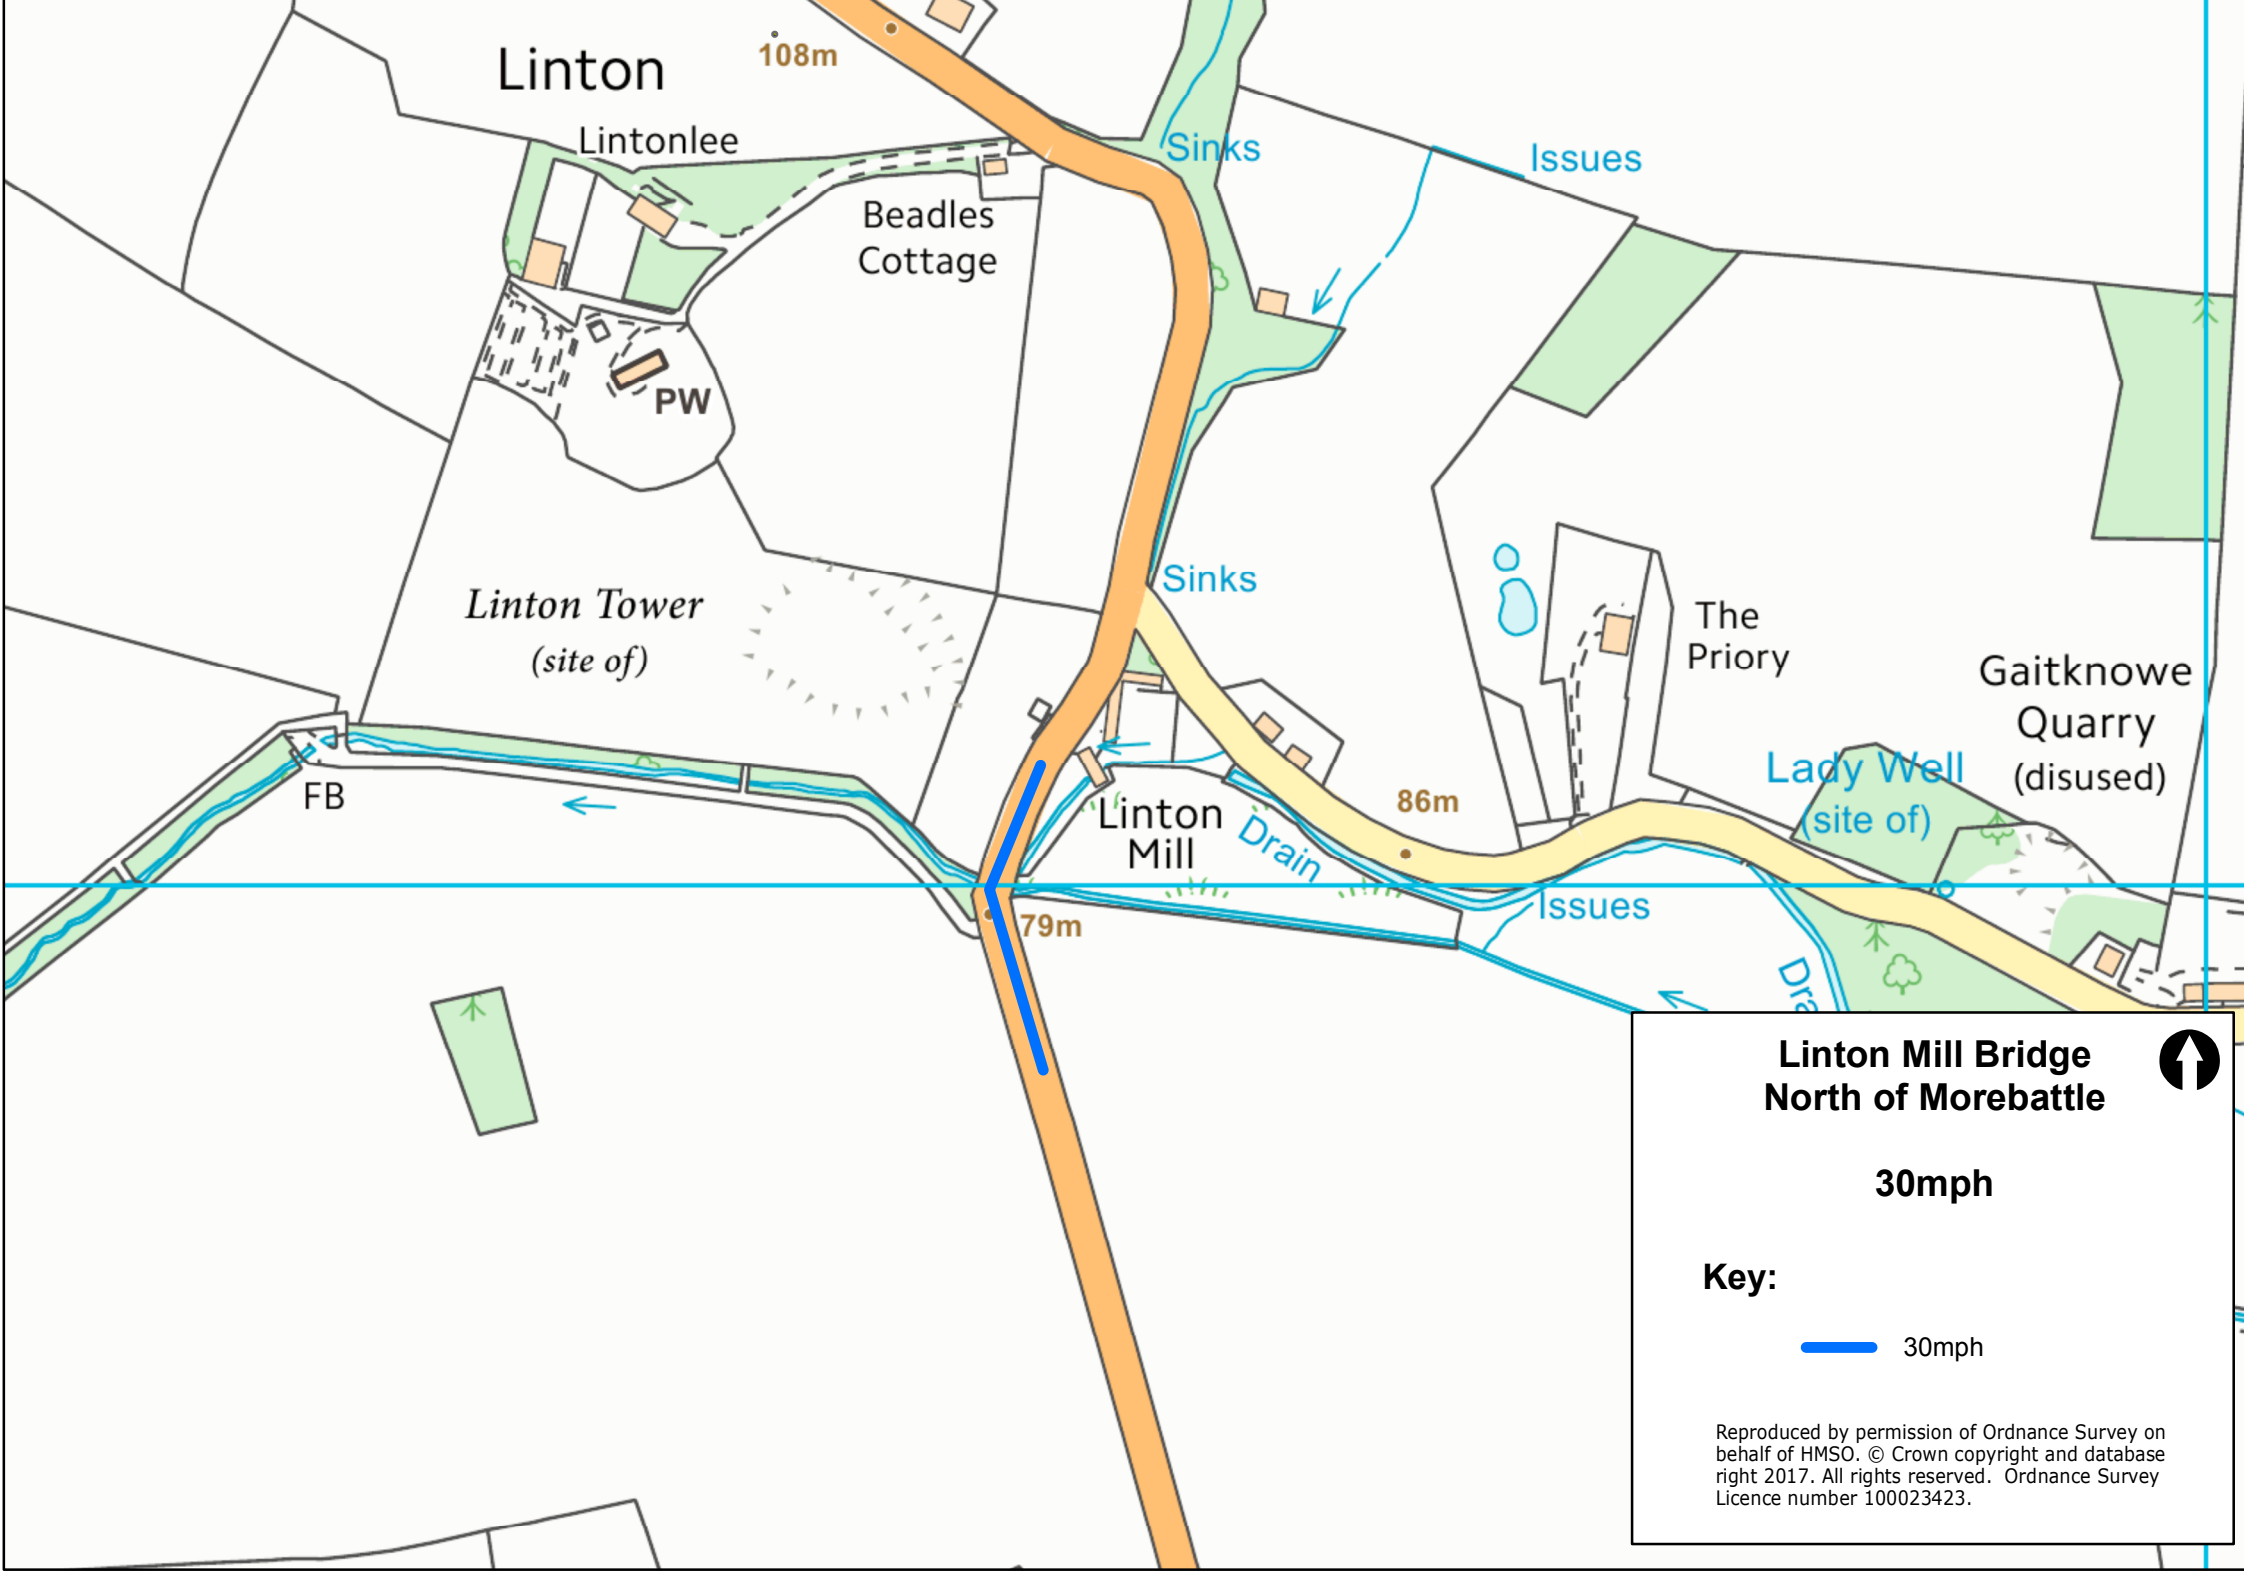 Linton
108m
Lintonlee
Sinks
Issues
Beadles
Cottage
PW
Sinks
Linton Tower
(site of)
The
Priory
Gaitknowe
Quarry
(disused)
Lady Well
(site of)
FB
Linton
Mill
86m
Drain
Issues
79m
Dra
Linton Mill Bridge
North of Morebattle
30mph
Key:
30mph
Reproduced by permission of Ordnance Survey on
behalf of HMSO. © Crown copyright and database
right 2017. All rights reserved. Ordnance Survey
Licence number 100023423.